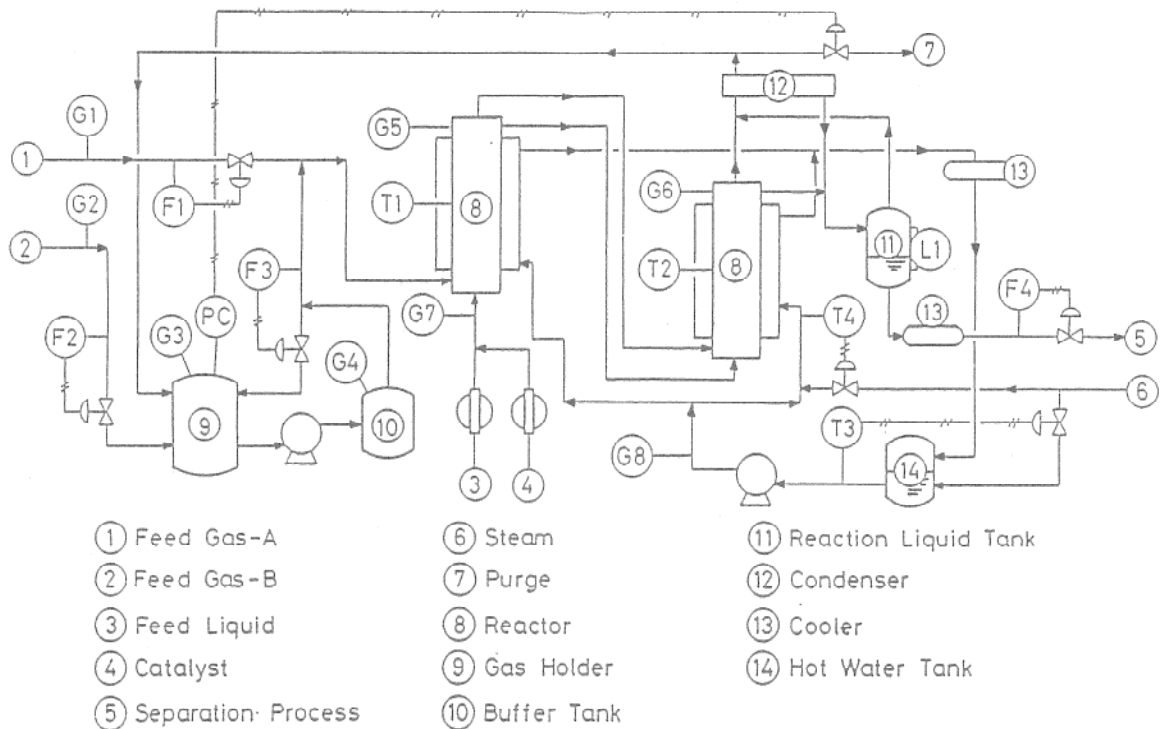 7
12
G1
G5
1
13
F1
G6
T1
8
G2
11
L1
2
F3
T2
8
F4
G7
T4
PC
13
F2
G3
5
G4
6
9
10
T3
G8
14
3
4
1 Feed Gas-A
2 Feed Gas-B
3 Feed Liquid
4 Catalyst
5 Separation· Process
6 Steam
7 Purge
8 Reactor
9 Gas Holder
10 Buffer Tank
11 Reaction Liquid Tank
12 Condenser
13 Cooler
14 Hot Water Tank